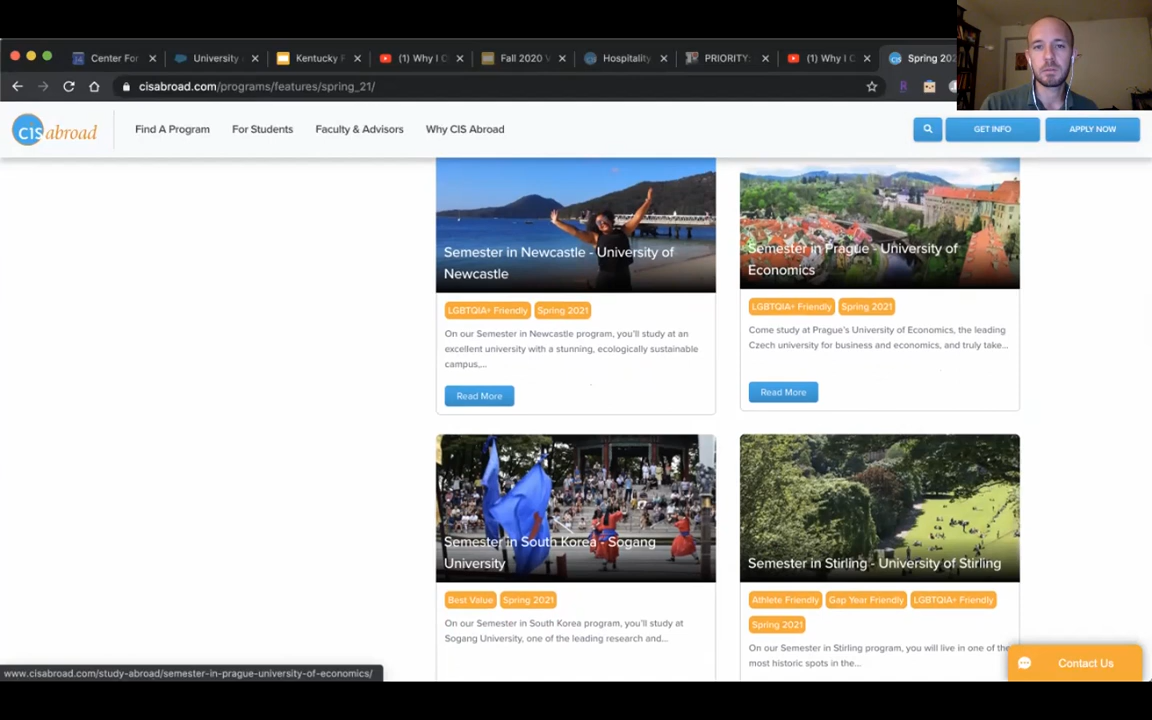 Center For
University
Kentucky F
(1) Why I C
Fall 2020 V
Hospitality
PRIORITY:
(1) Why I C
Spring 202
cisabroad.com/programs/features/spring_21/
CIS abroad
Find A Program
For Students
Faculty & Advisors
Why CIS Abroad
GET INFO
APPLY NOW
Semester in Newcastle - University of
Newcastle
LGBTQIA+ Friendly
Spring 2021
On our Semester in Newcastle program, you'll study at an
excellent university with a stunning, ecologically sustainable
campus,...
Read More
Semester in Prague - University of
Economics
LGBTQIA+ Friendly
Spring 2021
Come study at Prague's University of Economics, the leading
Czech university for business and economics, and truly take...
Read More
Semester in South Korea - Sogang
University
Best Value
Spring 2021
On our Semester in South Korea program, you'll study at
Sogang University, one of the leading research and...
Semester in Stirling - University of Stirling
Athlete Friendly
Gap Year Friendly
LGBTQIA+ Friendly
Spring 2021
On our Semester in Stirling program, you will live in one of the
most historic spots in the...
Contact Us
www.cisabroad.com/study-abroad/semester-in-prague-university-of-economics/